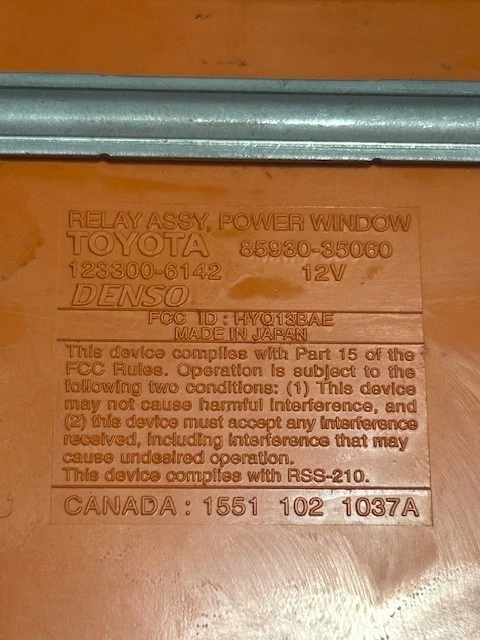 RELAY ASSY, POWER WINDOW
TOYOTA 85930-35060
123300-6142 12V
DENSO
FCC ID : HYQ13BAE
MADE IN JAPAN
This device complies with Part 15 of the
FCC Rules. Operation is subject to the
following two conditions: (1) This device
may not cause harmful interference, and
(2) this device must accept any interference
received, including interference that may
cause undesired operation.
This device complies with RSS-210.
CANADA : 1551 102 1037A